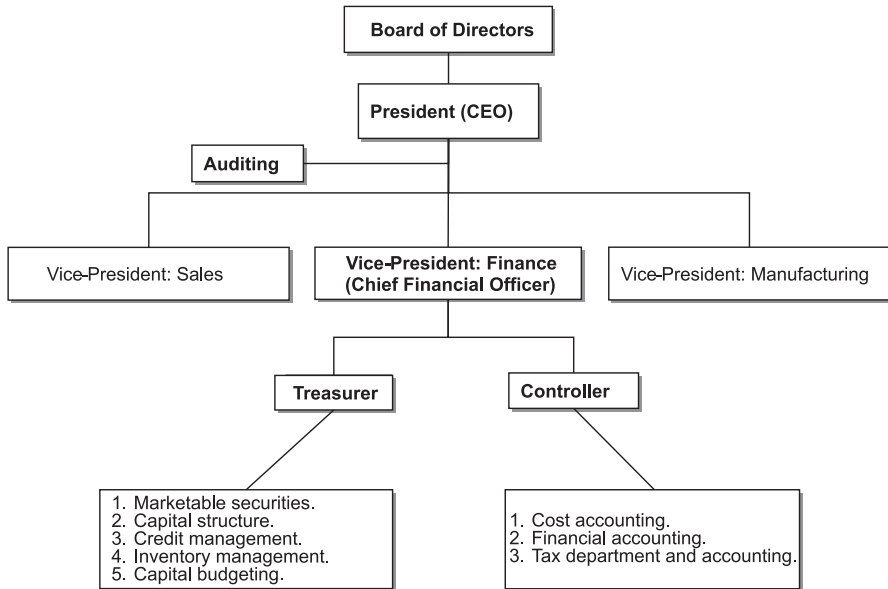 Board of Directors
President (CEO)
Auditing
Vice-President: Sales
Vice-President: Finance
(Chief Financial Officer)
Vice-President: Manufacturing
Treasurer
Controller
1. Marketable securities.
2. Capital structure.
3. Credit management.
4. Inventory management.
5. Capital budgeting.
1. Cost accounting.
2. Financial accounting.
3. Tax department and accounting.